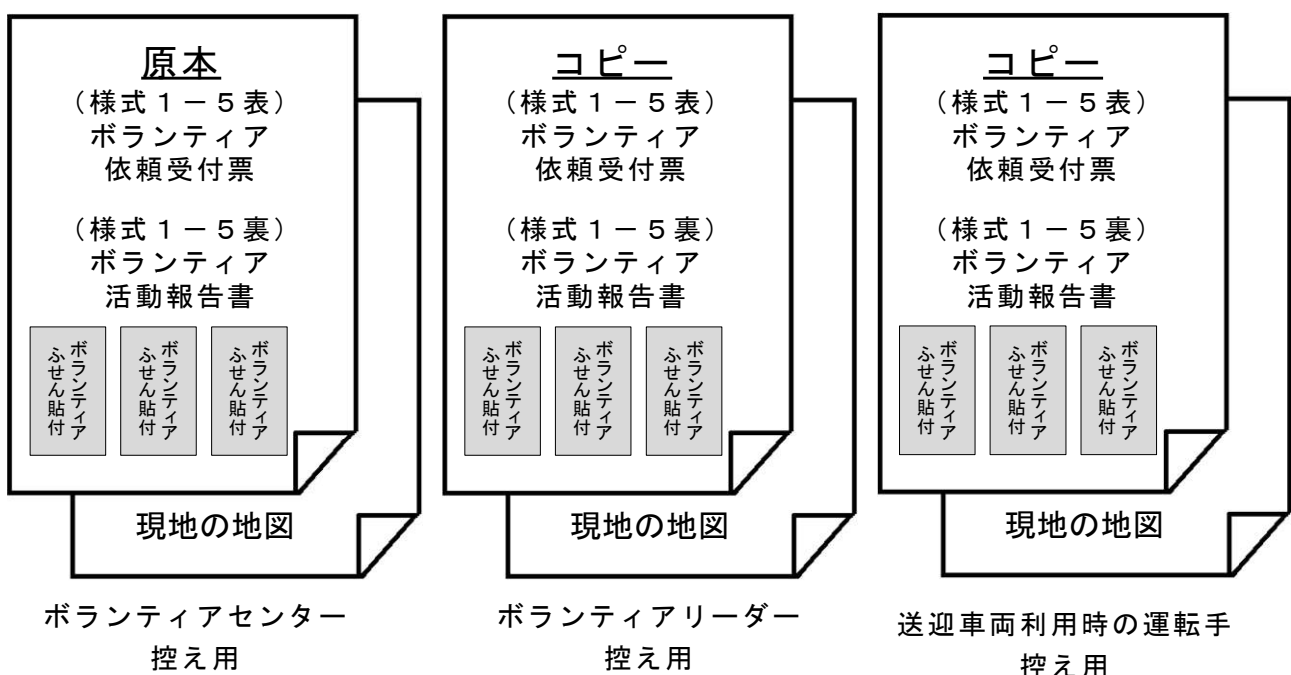 原本
（様式１－５表）
ボランティア
依頼受付票
（様式１－５裏）
ボランティア
活動報告書
ボランティア
ふせん貼付
ボランティア
ふせん貼付
ボランティア
ふせん貼付
現地の地図
ボランティアセンター
控え用
コピー
（様式１－５表）
ボランティア
依頼受付票
（様式１－５裏）
ボランティア
活動報告書
ボランティア
ふせん貼付
ボランティア
ふせん貼付
ボランティア
ふせん貼付
現地の地図
ボランティアリーダー
控え用
コピー
（様式１－５表）
ボランティア
依頼受付票
（様式１－５裏）
ボランティア
活動報告書
ボランティア
ふせん貼付
ボランティア
ふせん貼付
ボランティア
ふせん貼付
現地の地図
送迎車両利用時の運転手
控え用